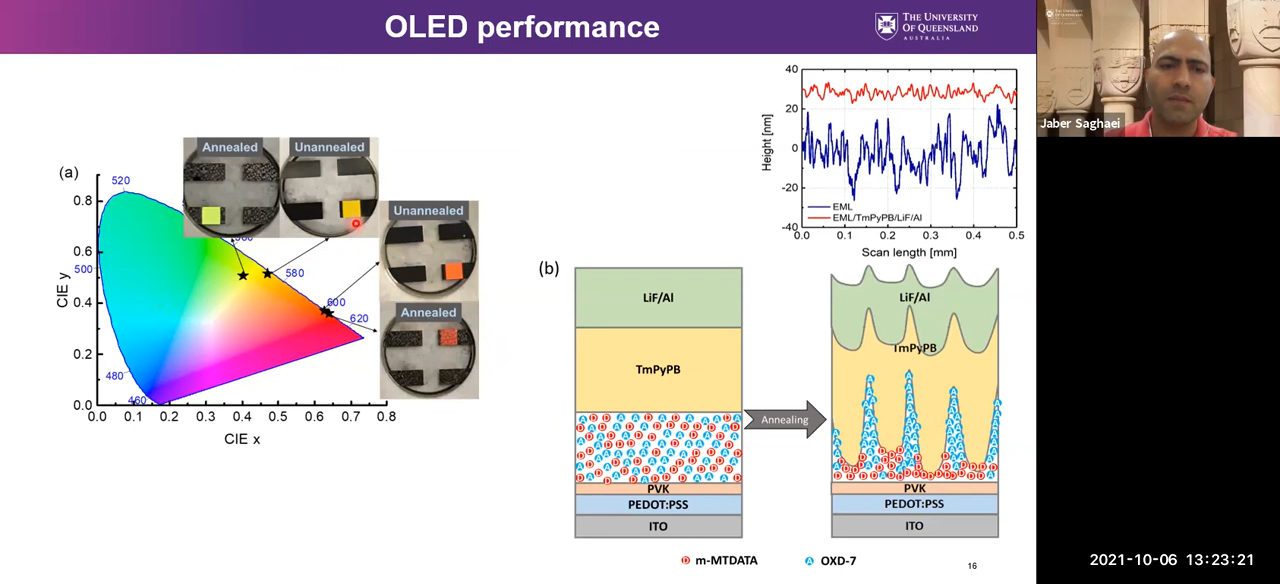 OLED performance
THE UNIVERSITY
OF QUEENSLAND
AUSTRALIA
Jaber Saghaei
(a)
CIE y
0.8
0.6
0.4
0.2
0.0
0.0 0.1 0.2 0.3 0.4 0.5 0.6 0.7 0.8
CIE x
520
500
480
460
580
600
620
Annealed
Unannealed
Unannealed
Annealed
Height [nm]
40
20
0
-20
-40
EML
EML/TmPyPB/LiF/Al
0.0 0.1 0.2 0.3 0.4 0.5
Scan length [mm]
(b)
LiF/Al
TmPyPB
PVK
PEDOT:PSS
ITO
Annealing
LiF/Al
TmPyPB
PVK
PEDOT:PSS
ITO
D m-MTDATA
A OXD-7
16
2021-10-06 13:23:21